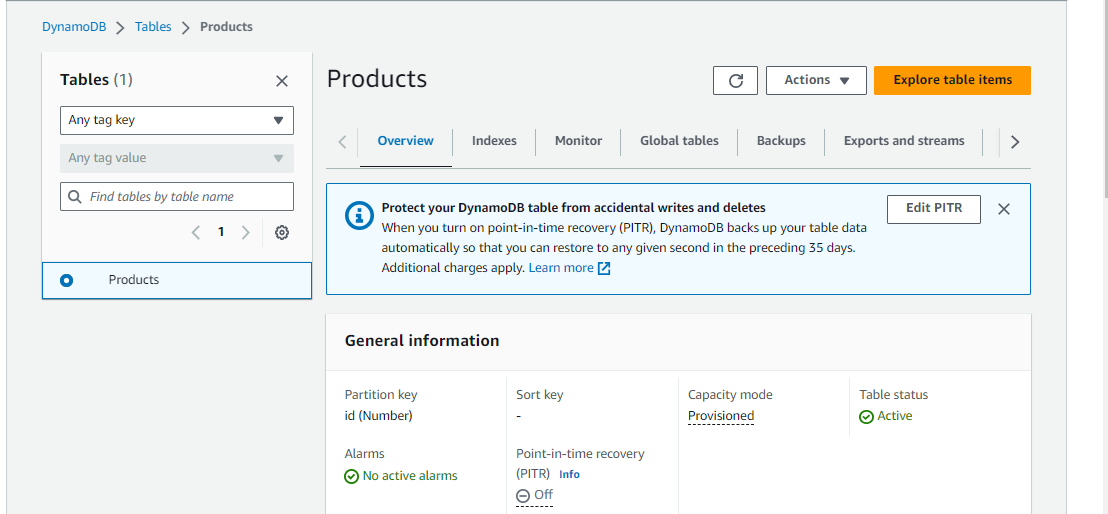 DynamoDB > Tables > Products
Tables (1)
Any tag key
Any tag value
Find tables by table name
1
Products
Products
Actions
Explore table items
Overview
Indexes
Monitor
Global tables
Backups
Exports and streams
Protect your DynamoDB table from accidental writes and deletes
When you turn on point-in-time recovery (PITR), DynamoDB backs up your table data
automatically so that you can restore to any given second in the preceding 35 days.
Additional charges apply. Learn more
Edit PITR
General information
Partition key
id (Number)
Sort key
-
Capacity mode
Provisioned
Table status
Active
Alarms
No active alarms
Point-in-time recovery
(PITR) Info
Off